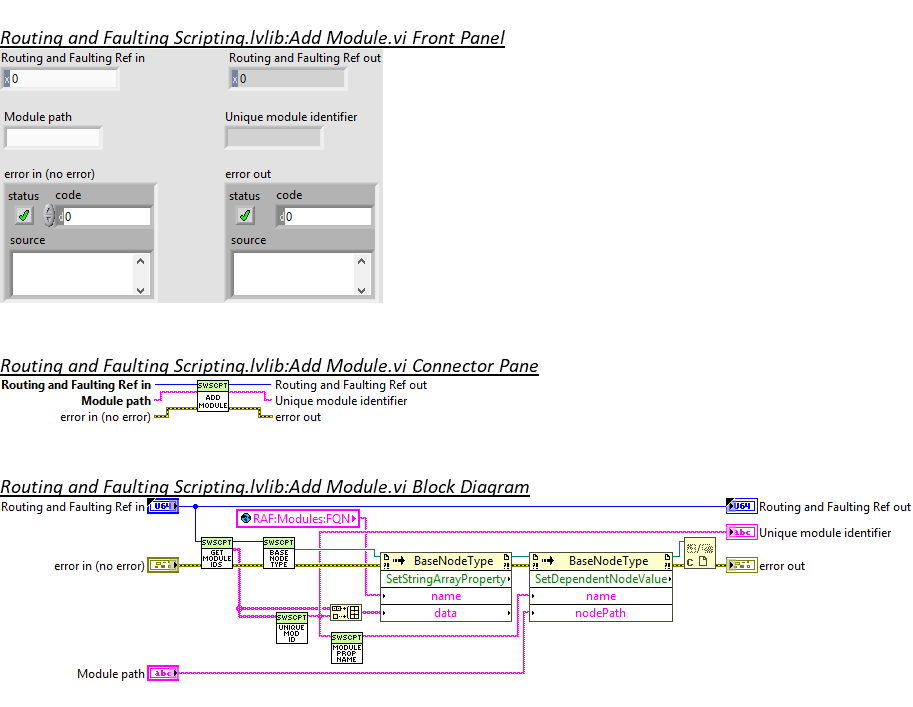 Routing and Faulting Scripting.lvlib:Add Module.vi Front Panel
Routing and Faulting Ref in
Routing and Faulting Ref out
x 0
x 0
Module path
Unique module identifier
error in (no error)
error out
status code
status code
d 0
d 0
source
source
Routing and Faulting Scripting.lvlib:Add Module.vi Connector Pane
Routing and Faulting Ref in
SWSCPT
ADD
MODULE
Routing and Faulting Ref out
Module path
Unique module identifier
error in (no error)
error out
Routing and Faulting Scripting.lvlib:Add Module.vi Block Diagram
Routing and Faulting Ref in
U64
U64
Routing and Faulting Ref out
RAF:Modules:FQN
abc
Unique module identifier
SWSCPT
GET
MODULE
IDS
SWSCPT
BASE
NODE
TYPE
error in (no error)
BaseNodeType
SetStringArrayProperty
name
data
BaseNodeType
SetDependentNodeValue
name
nodePath
C
error out
SWSCPT
UNIQUE
MOD
ID
SWSCPT
MODULE
PROP
NAME
Module path
abc